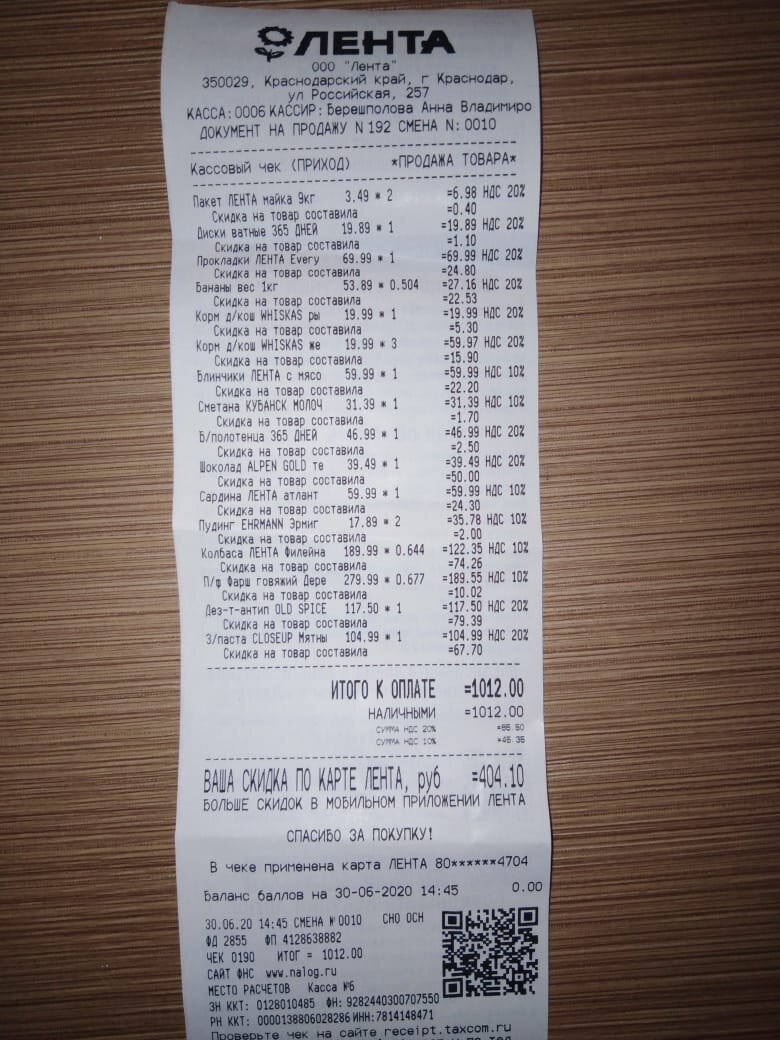 ЛЕНТА
ООО "Лента"
350029, Краснодарский край, г Краснодар,
ул Российская, 257
КАССА:0006 КАССИР: Берешполова Анна Владимиро
ДОКУМЕНТ НА ПРОДАЖУ N 192 СМЕНА N: 0010
Кассовый чек (ПРИХОД) *ПРОДАЖА ТОВАРА*
Пакет ЛЕНТА майка 9кг 3.49 * 2 =6.98 НДС 20%
Скидка на товар составила =0.40
Диски ватные 365 ДНЕЙ 19.89 * 1 =19.89 НДС 20%
Скидка на товар составила =1.10
Прокладки ЛЕНТА Every 69.99 * 1 =69.99 НДС 20%
Скидка на товар составила =24.80
Бананы вес 1кг 53.89 * 0.504 =27.16 НДС 20%
Скидка на товар составила =22.53
Корм д/кош WHISKAS ры 19.99 * 1 =19.99 НДС 20%
Скидка на товар составила =5.30
Корм д/кош WHISKAS же 19.99 * 3 =59.97 НДС 20%
Скидка на товар составила =15.90
Блинчики ЛЕНТА с мясо 59.99 * 1 =59.99 НДС 10%
Скидка на товар составила =22.20
Сметана КУБАНСК МОЛОЧ 31.39 * 1 =31.39 НДС 10%
Скидка на товар составила =1.70
Б/полотенца 365 ДНЕЙ 46.99 * 1 =46.99 НДС 20%
Скидка на товар составила =2.50
Шоколад ALPEN GOLD те 39.49 * 1 =39.49 НДС 20%
Скидка на товар составила =50.00
Сардина ЛЕНТА атлант 59.99 * 1 =59.99 НДС 10%
Скидка на товар составила =24.30
Пудинг EHRMANN Эрмиг 17.89 * 2 =35.78 НДС 10%
Скидка на товар составила =2.00
Колбаса ЛЕНТА Филейна 189.99 * 0.644 =122.35 НДС 10%
Скидка на товар составила =74.26
П/ф Фарш говяжий Дере 279.99 * 0.677 =189.55 НДС 10%
Скидка на товар составила =10.02
Дез-т-антип OLD SPICE 117.50 * 1 =117.50 НДС 20%
Скидка на товар составила =79.39
З/паста CLOSEUP Мятны 104.99 * 1 =104.99 НДС 20%
Скидка на товар составила =67.70
ИТОГО К ОПЛАТЕ =1012.00
НАЛИЧНЫМИ =1012.00
СУММА НДС 20%
СУММА НДС 10% =45.35
ВАША СКИДКА ПО КАРТЕ ЛЕНТА, руб =404.10
БОЛЬШЕ СКИДОК В МОБИЛЬНОМ ПРИЛОЖЕНИИ ЛЕНТА
СПАСИБО ЗА ПОКУПКУ!
В чеке применена карта ЛЕНТА 80******4704
Баланс баллов на 30-06-2020 14:45 0.00
30.06.20 14:45 СМЕНА №0010 СНО ОСН
ФД 2855 ФП 4128638882
ЧЕК 0190 ИТОГ = 1012.00
САЙТ ФНС www.nalog.ru
МЕСТО РАСЧЕТОВ Касса №6
ЗН ККТ: 0128010485 ФН: 9282440300707550
РН ККТ: 0000138806028286 ИНН:7814148471
Проверьте чек на сайте receipt.taxcom.ru